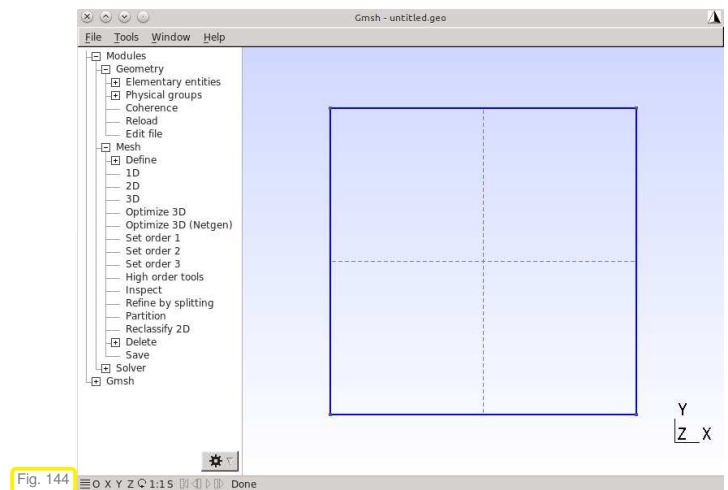 Gmsh - untitled.geo
File Tools Window Help
Modules
Geometry
Elementary entities
Physical groups
Coherence
Reload
Edit file
Mesh
Define
1D
2D
3D
Optimize 3D
Optimize 3D (Netgen)
Set order 1
Set order 2
Set order 3
High order tools
Inspect
Refine by splitting
Partition
Reclassify 2D
Delete
Save
Solver
Gmsh
Y
Z X
Fig. 144
O X Y Z 1:1 S Done